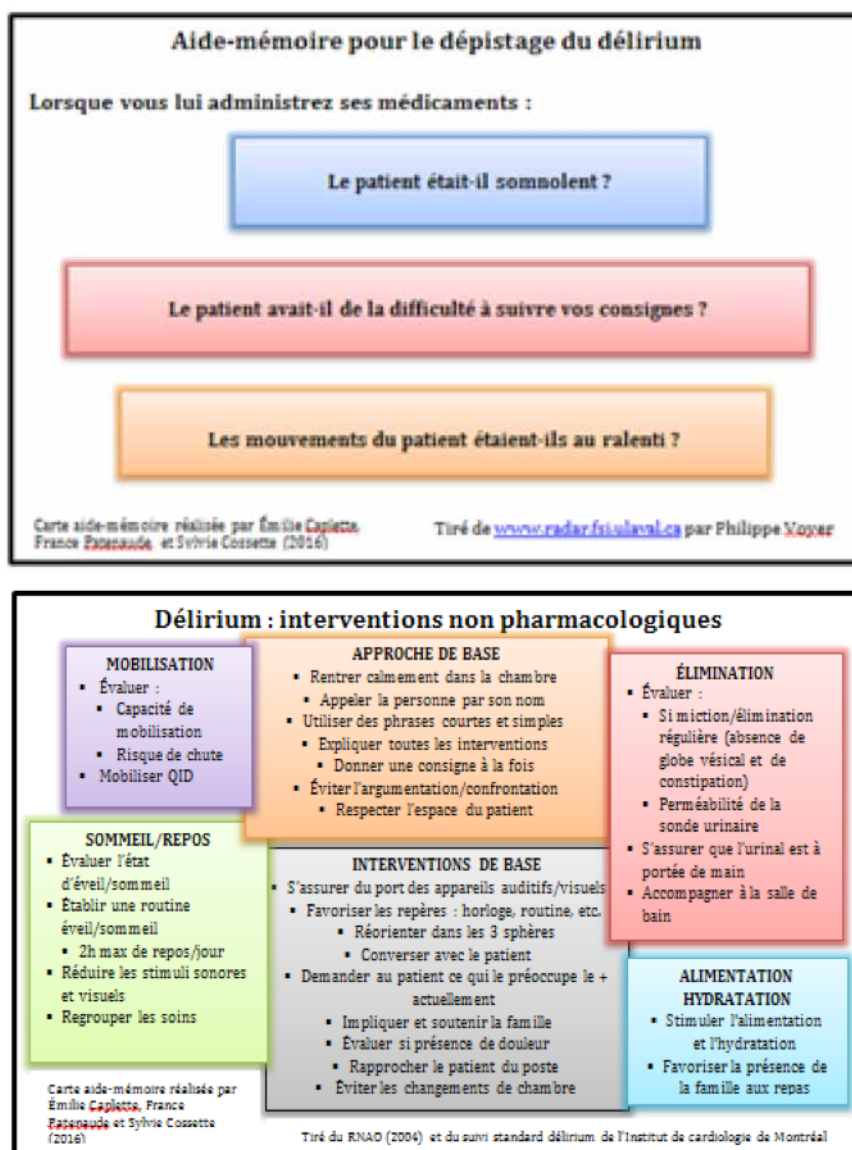 Aide-mémoire pour le dépistage du délirium
Lorsque vous lui administrez ses médicaments :
Le patient était-il somnolent ?
Le patient avait-il de la difficulté à suivre vos consignes ?
Les mouvements du patient étaient-ils au ralenti ?
Carte aide-mémoire réalisée par Émilie Caplette,
France Patenaude, et Sylvie Cossette (2016)
Tiré de www.radar.fsi.ulaval.ca par Philippe Voyer
Délirium : interventions non pharmacologiques
MOBILISATION
▪ Évaluer :
▪ Capacité de
mobilisation
▪ Risque de chute
▪ Mobiliser QID
APPROCHE DE BASE
▪ Rentrer calmement dans la chambre
▪ Appeler la personne par son nom
▪ Utiliser des phrases courtes et simples
▪ Expliquer toutes les interventions
▪ Donner une consigne à la fois
▪ Éviter l'argumentation/confrontation
▪ Respecter l'espace du patient
ÉLIMINATION
▪ Évaluer :
▪ Si miction/élimination
régulière (absence de
globe vésical et de
constipation)
▪ Perméabilité de la
sonde urinaire
▪ S'assurer que l'urinal est à
portée de main
▪ Accompagner à la salle de
bain
SOMMEIL/REPOS
▪ Évaluer l'état
d'éveil/sommeil
▪ Établir une routine
éveil/sommeil
▪ 2h max de repos/jour
▪ Réduire les stimuli sonores
et visuels
▪ Regrouper les soins
INTERVENTIONS DE BASE
▪ S'assurer du port des appareils auditifs/visuels
▪ Favoriser les repères : horloge, routine, etc.
▪ Réorienter dans les 3 sphères
▪ Converser avec le patient
▪ Demander au patient ce qui le préoccupe le +
actuellement
▪ Impliquer et soutenir la famille
▪ Évaluer si présence de douleur
▪ Rapprocher le patient du poste
▪ Éviter les changements de chambre
ALIMENTATION
HYDRATATION
▪ Stimuler l'alimentation
et l'hydratation
▪ Favoriser la présence de
la famille aux repas
Carte aide-mémoire réalisée par
Émilie Caplette, France
Patenaude et Sylvie Cossette
(2016)
Tiré du RNAO (2004) et du suivi standard délirium de l'Institut de cardiologie de Montréal